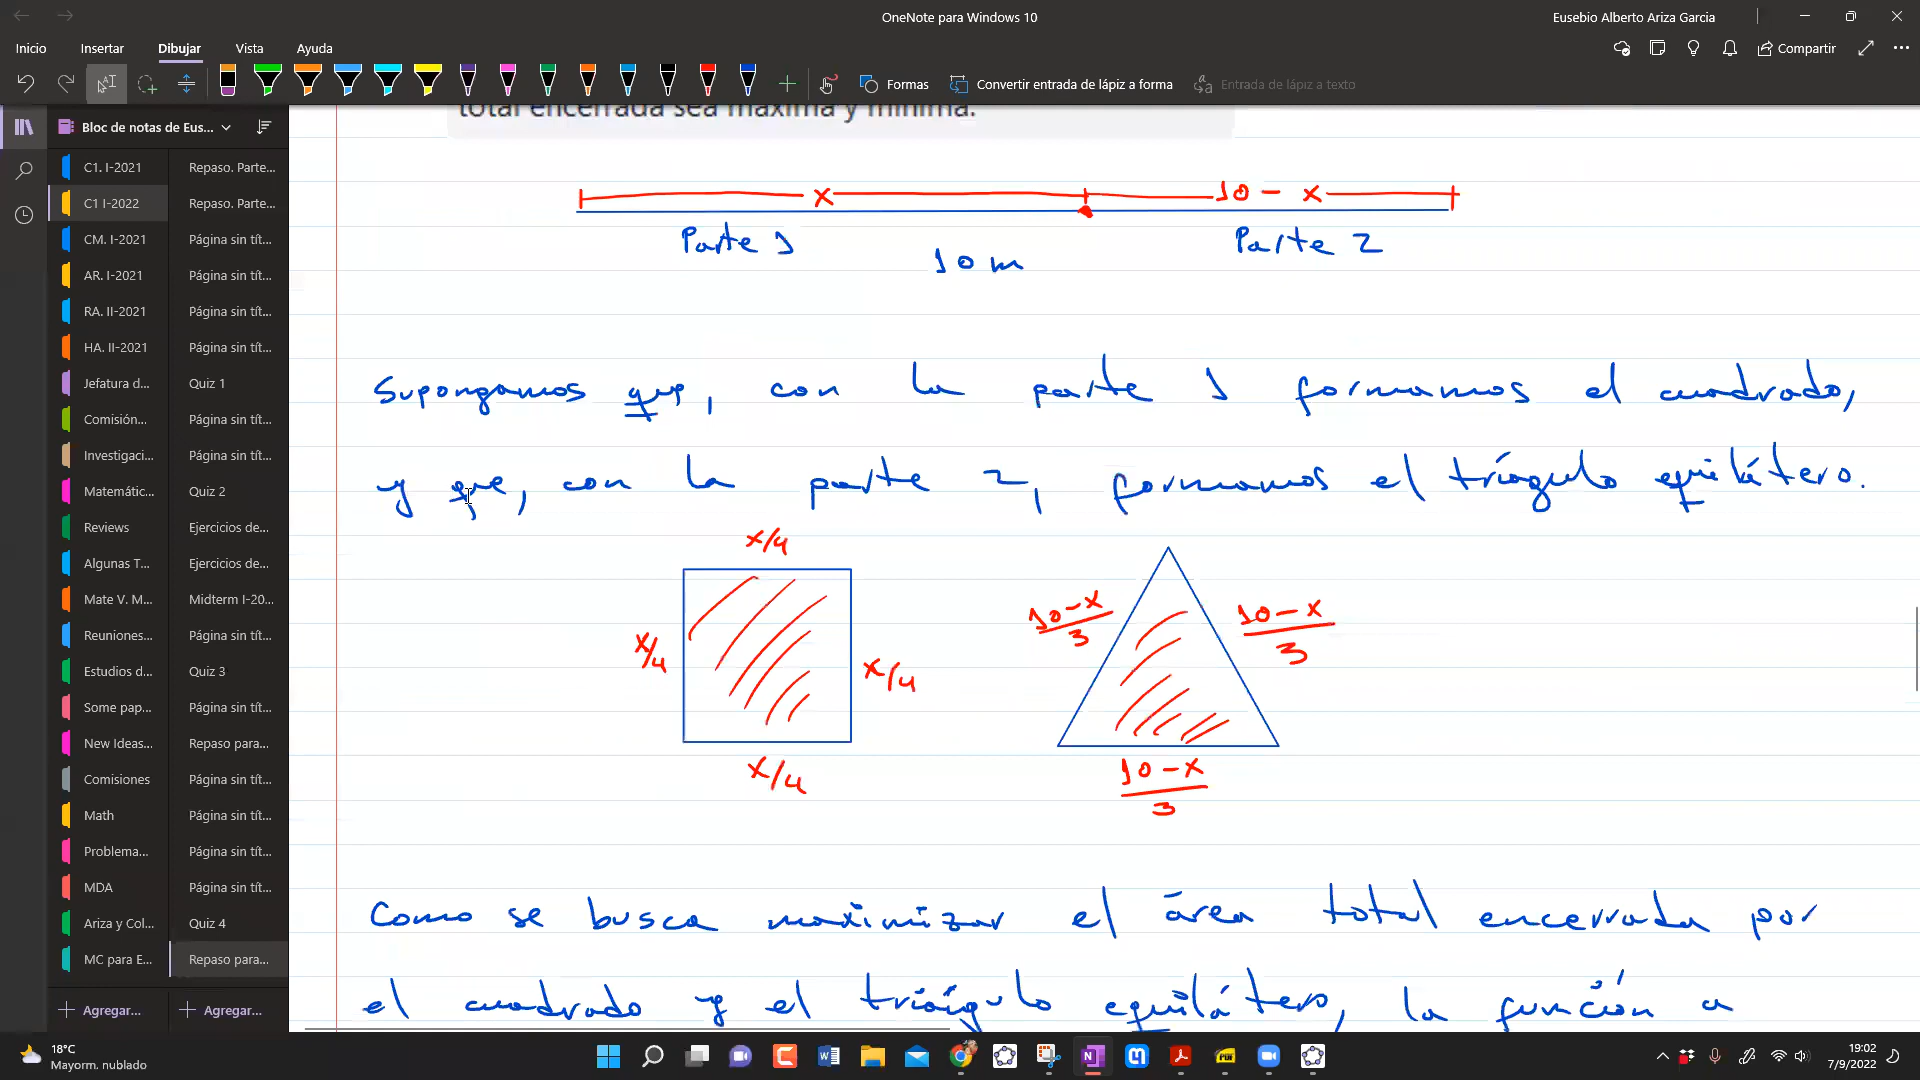 OneNote para Windows 10
Eusebio Alberto Ariza Garcia
Inicio Insertar Dibujar Vista Ayuda
Compartir
Formas Convertir entrada de lápiz a forma Entrada de lápiz a texto
Bloc de notas de Eus...
C1. I-2021
C1 I-2022
CM. I-2021
AR. I-2021
RA. II-2021
HA. II-2021
Jefatura d...
Comisión...
Investigaci...
Matemátic...
Reviews
Algunas T...
Mate V. M...
Reuniones...
Estudios d...
Some pap...
New Ideas...
Comisiones
Math
Problema...
MDA
Ariza y Col...
MC para E...
Agregar...
Repaso. Parte...
Repaso. Parte...
Página sin tít...
Página sin tít...
Página sin tít...
Página sin tít...
Quiz 1
Página sin tít...
Página sin tít...
Quiz 2
Ejercicios de...
Ejercicios de...
Midterm I-20...
Página sin tít...
Quiz 3
Página sin tít...
Repaso para...
Página sin tít...
Página sin tít...
Página sin tít...
Página sin tít...
Quiz 4
Repaso para...
Agregar...
total encerrada sea máxima y mínima.
x 10 - x
Parte 1 10 m Parte 2
Supongamos que, con la parte 1 formamos el cuadrado,
y que, con la parte 2, formamos el triángulo equilátero.
x/4
x/4
x/4
x/4
10-x/3
10-x/3
10-x/3
Como se busca maximizar el área total encerrada por
el cuadrado y el triángulo equilátero, la función a
18°C
Mayorm. nublado
19:02
7/9/2022